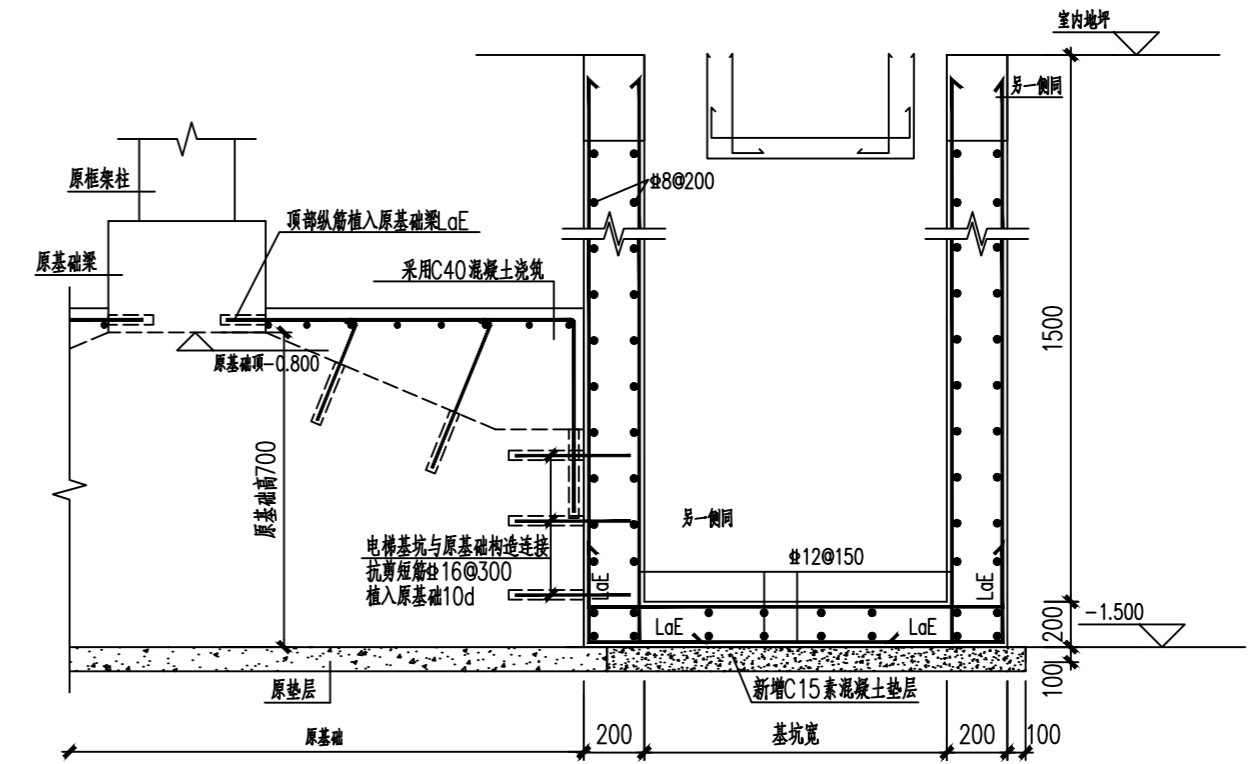 室内地坪
另一侧同
原框架柱
⌀8@200
顶部纵筋植入原基础梁LaE
原基础梁
采用C40混凝土浇筑
原基础顶-0.800
1500
原基础高700
另一侧同
电梯基坑与原基础构造连接
抗剪短筋⌀16@300
植入原基础10d
⌀12@150
LaE
LaE
LaE
LaE
200
-1.500
100
原垫层
新增C15素混凝土垫层
原基础
200
基坑宽
200
100